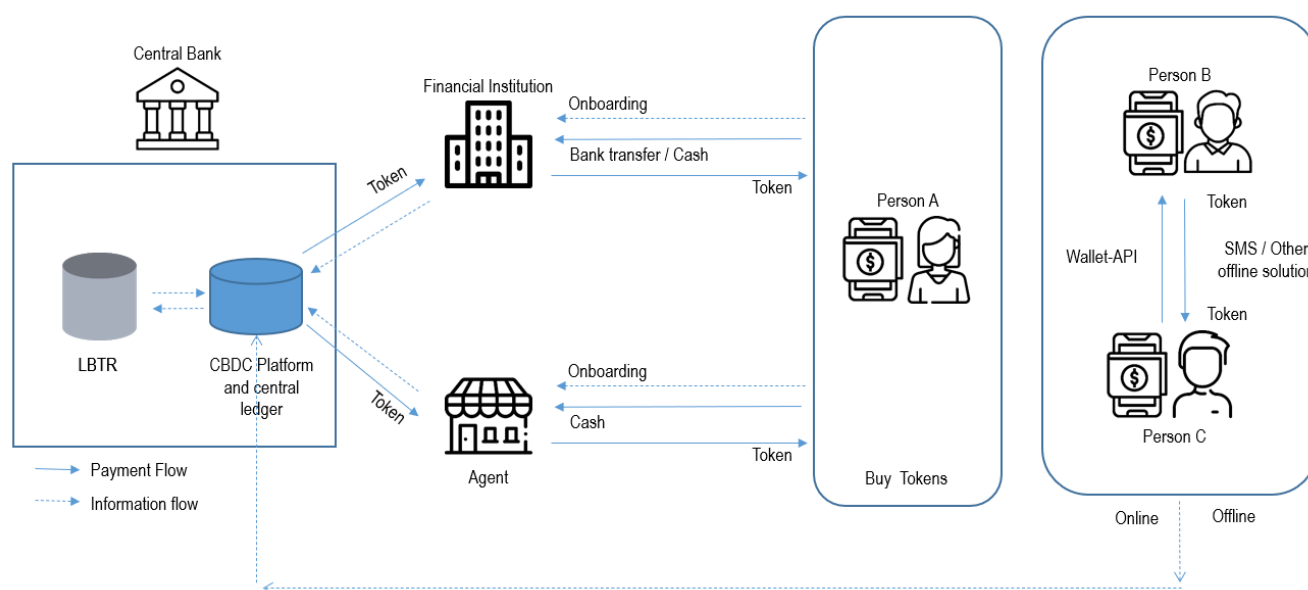 Central Bank
LBTR
CBDC Platform
and central
ledger
Payment Flow
Information flow
Token
Token
Financial Institution
Agent
Onboarding
Bank transfer / Cash
Token
Onboarding
Cash
Token
Person A
Buy Tokens
Person B
Token
Wallet-API
SMS / Other
offline solution
Token
Person C
Online
Offline